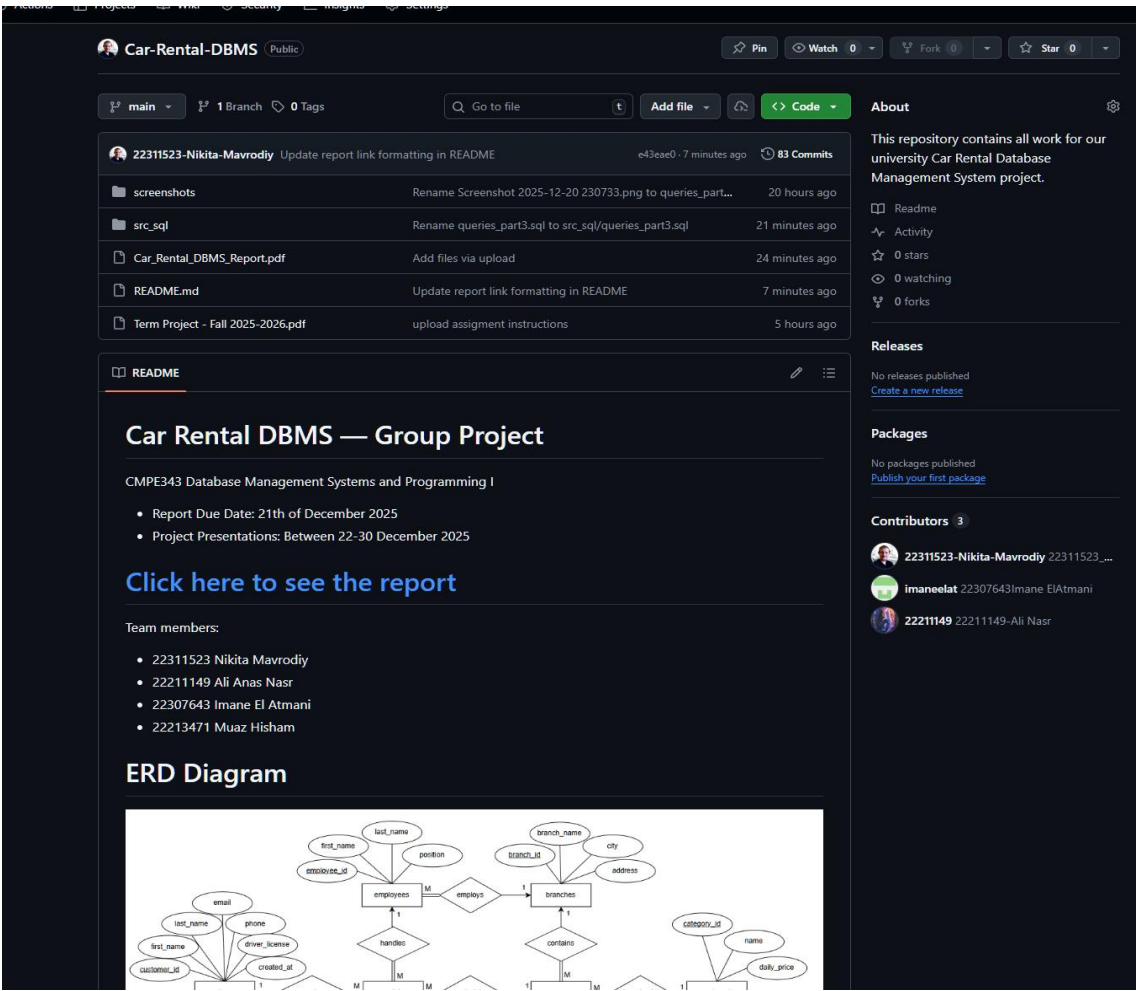 Actions Projects Wiki Security Insights Settings
Car-Rental-DBMS Public
Pin Watch 0 Fork 0 Star 0
main 1 Branch 0 Tags Go to file t Add file Code
22311523-Nikita-Mavrodiy Update report link formatting in README e43eae0 · 7 minutes ago 83 Commits
screenshots Rename Screenshot 2025-12-20 230733.png to queries_part... 20 hours ago
src_sql Rename queries_part3.sql to src_sql/queries_part3.sql 21 minutes ago
Car_Rental_DBMS_Report.pdf Add files via upload 24 minutes ago
README.md Update report link formatting in README 7 minutes ago
Term Project - Fall 2025-2026.pdf upload assigment instructions 5 hours ago
README
Car Rental DBMS — Group Project
CMPE343 Database Management Systems and Programming I
• Report Due Date: 21th of December 2025
• Project Presentations: Between 22-30 December 2025
Click here to see the report
Team members:
• 22311523 Nikita Mavrodiy
• 22211149 Ali Anas Nasr
• 22307643 Imane El Atmani
• 22213471 Muaz Hisham
ERD Diagram
last_name
first_name
position
employee_id
employees
M
employs
1
branch_name
branch_id
city
address
branches
email
last_name
phone
first_name
driver_license
customer_id
created_at
1
handles
M
1
contains
M
category_id
name
daily_price
1
M
1
M
1
About
This repository contains all work for our
university Car Rental Database
Management System project.
Readme
Activity
0 stars
0 watching
0 forks
Releases
No releases published
Create a new release
Packages
No packages published
Publish your first package
Contributors 3
22311523-Nikita-Mavrodiy 22311523_...
imaneelat 22307643Imane ElAtmani
22211149 22211149-Ali Nasr